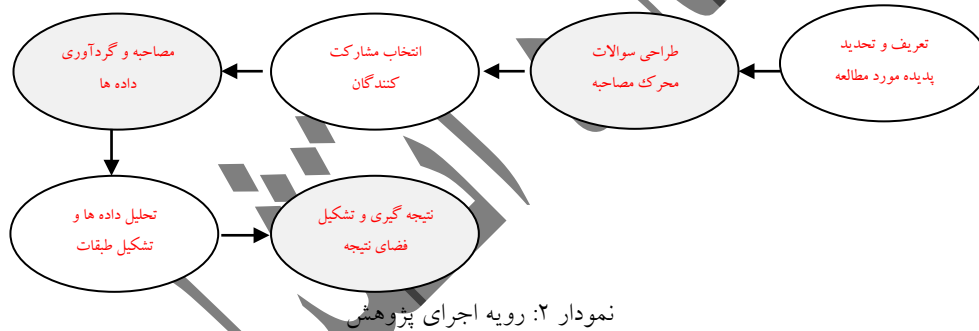 تعریف و تحدید
پدیده مورد مطالعه
طراحی سوالات
محرک مصاحبه
انتخاب مشارکت
کنندگان
مصاحبه و گردآوری
داده ها
تحلیل داده ها و
تشکیل طبقات
نتیجه گیری و تشکیل
فضای نتیجه
نمودار ۲: رویه اجرای پژوهش